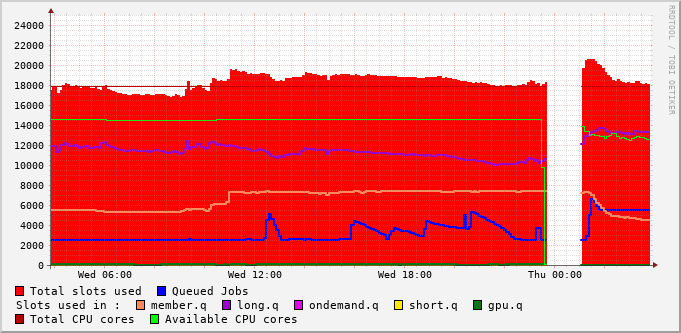 24000
22000
20000
18000
16000
14000
12000
10000
8000
6000
4000
2000
0
Wed 06:00 Wed 12:00 Wed 18:00 Thu 00:00
Total slots used Queued Jobs
Slots used in : member.q long.q ondemand.q short.q gpu.q
Total CPU cores Available CPU cores
RRDTOOL / TOBI OETIKER